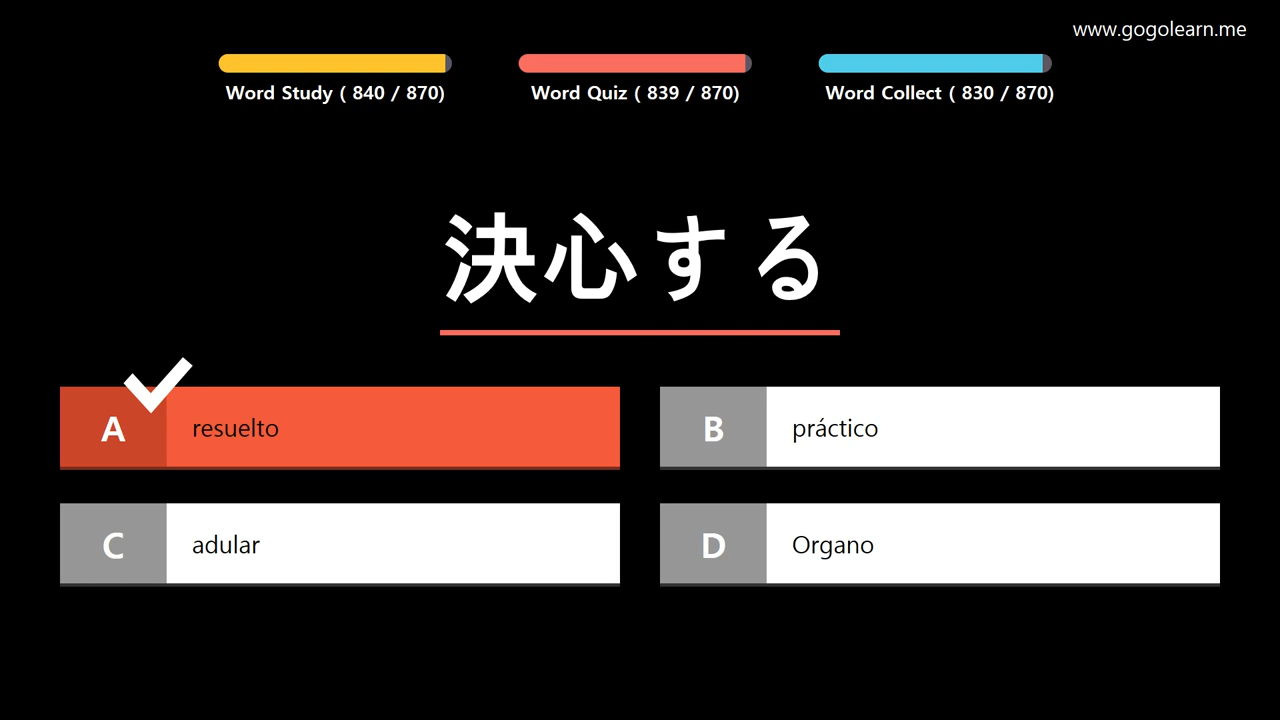 www.gogolearn.me
Word Study ( 840 / 870)
Word Quiz ( 839 / 870)
Word Collect ( 830 / 870)
決心する
A resuelto
B práctico
C adular
D Organo